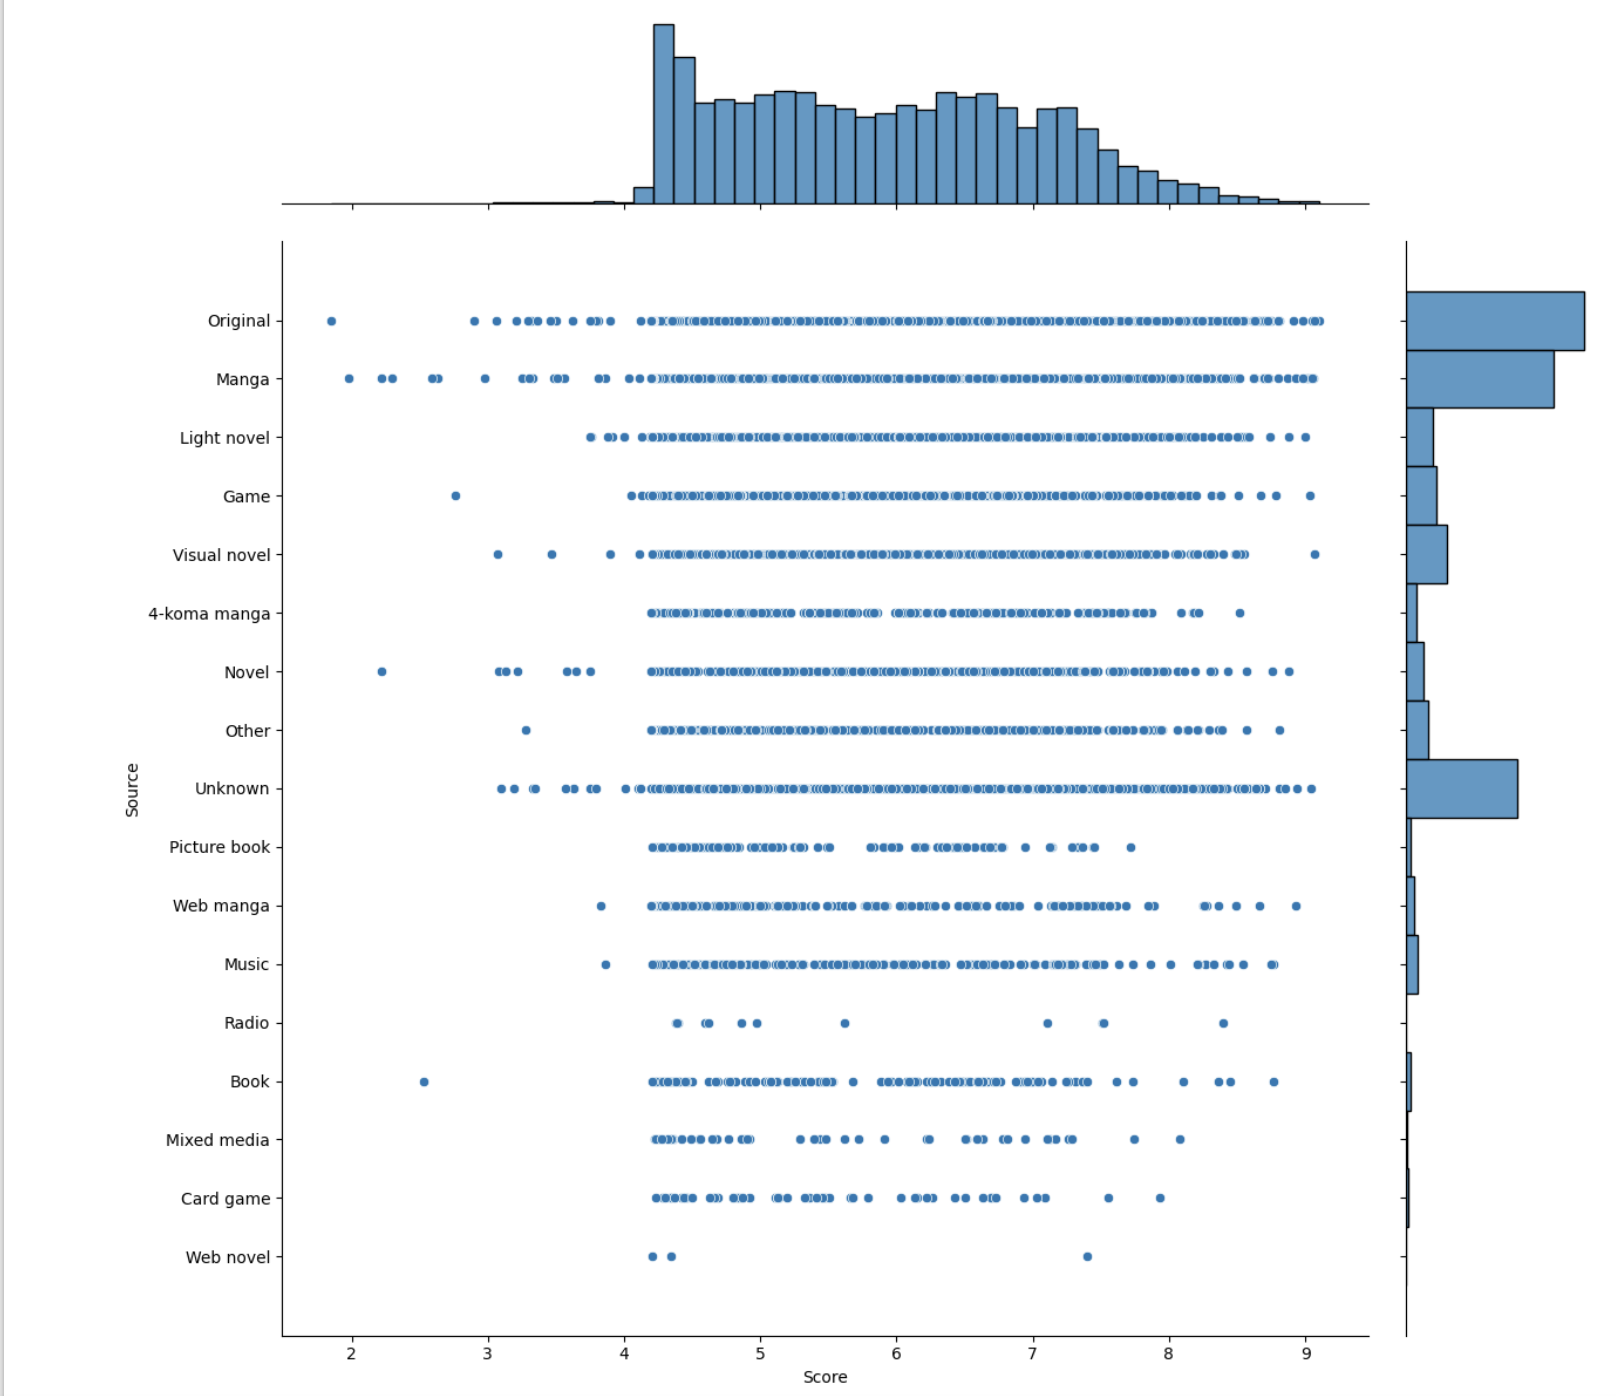 Original
Manga
Light novel
Game
Visual novel
4-koma manga
Novel
Other
Unknown
Picture book
Web manga
Music
Radio
Book
Mixed media
Card game
Web novel
Source
2 3 4 5 6 7 8 9
Score